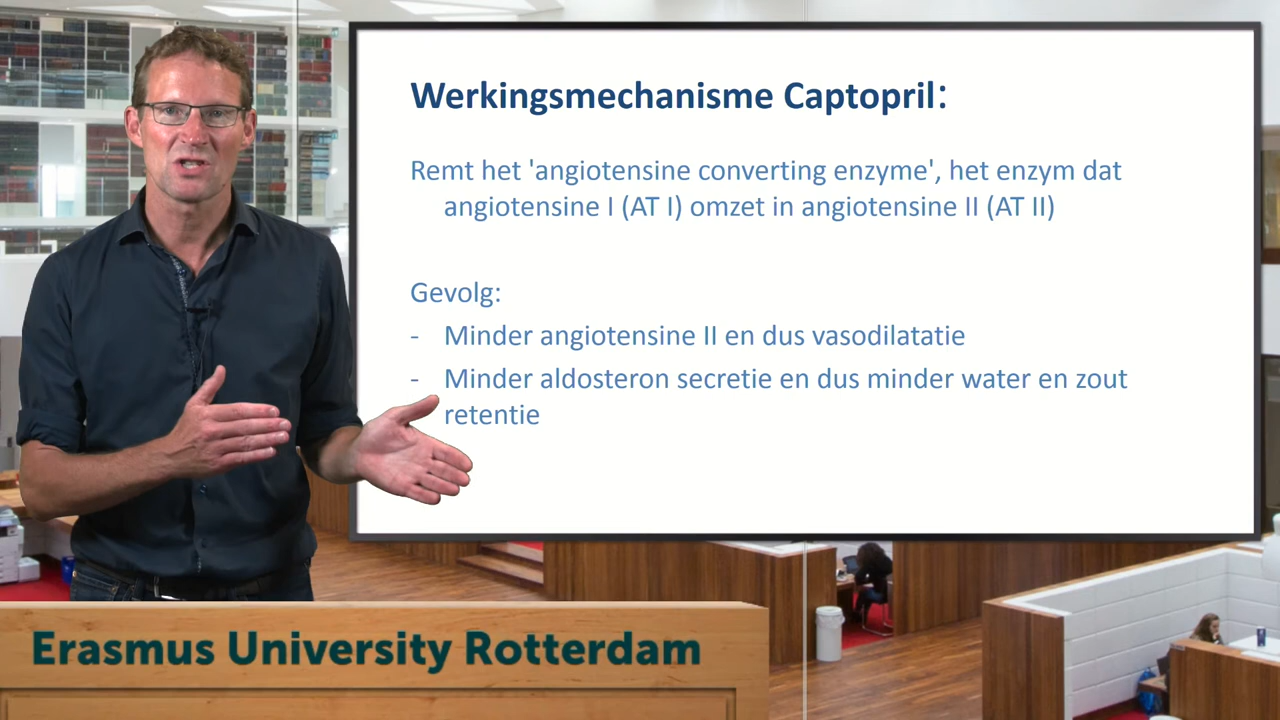 Werkingsmechanisme Captopril:
Remt het 'angiotensine converting enzyme', het enzym dat
angiotensine I (AT I) omzet in angiotensine II (AT II)
Gevolg:
- Minder angiotensine II en dus vasodilatatie
- Minder aldosteron secretie en dus minder water en zout
retentie
Erasmus University Rotterdam